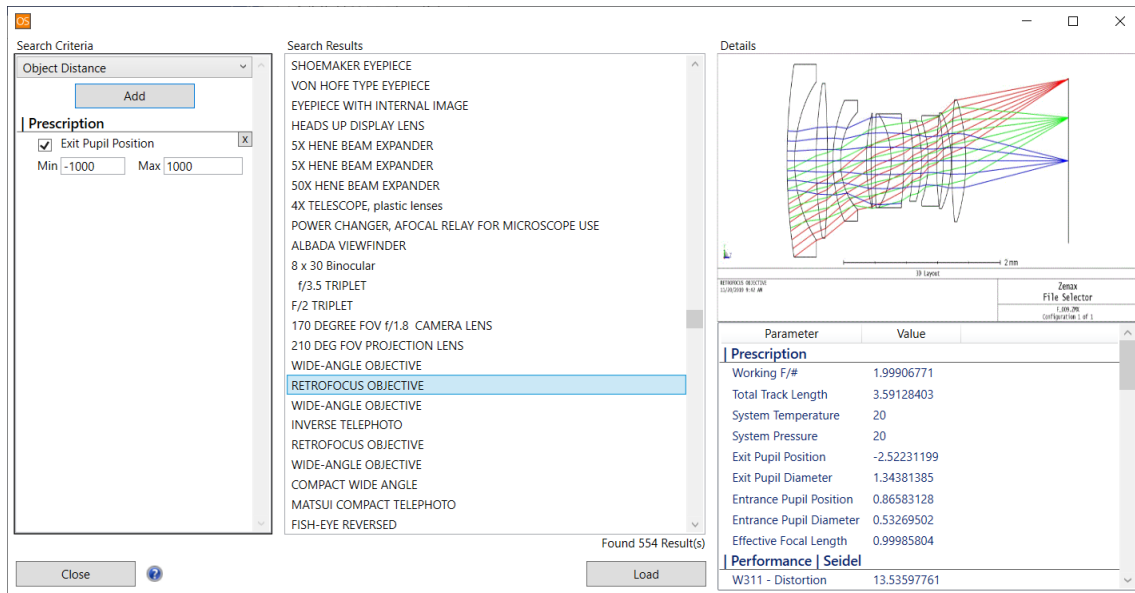 OS
Search Criteria
Object Distance
Add
| Prescription
Exit Pupil Position
x
Min -1000 Max 1000
Close
?
Search Results
SHOEMAKER EYEPIECE
VON HOFE TYPE EYEPIECE
EYEPIECE WITH INTERNAL IMAGE
HEADS UP DISPLAY LENS
5X HENE BEAM EXPANDER
5X HENE BEAM EXPANDER
50X HENE BEAM EXPANDER
4X TELESCOPE, plastic lenses
POWER CHANGER, AFOCAL RELAY FOR MICROSCOPE USE
ALBADA VIEWFINDER
8 x 30 Binocular
f/3.5 TRIPLET
F/2 TRIPLET
170 DEGREE FOV f/1.8 CAMERA LENS
210 DEG FOV PROJECTION LENS
WIDE-ANGLE OBJECTIVE
RETROFOCUS OBJECTIVE
WIDE-ANGLE OBJECTIVE
INVERSE TELEPHOTO
RETROFOCUS OBJECTIVE
WIDE-ANGLE OBJECTIVE
COMPACT WIDE ANGLE
MATSUI COMPACT TELEPHOTO
FISH-EYE REVERSED
Found 554 Result(s)
Load
Details
2 mm
3D Layout
RETROFOCUS OBJECTIVE
Zemax
File Selector
Configuration 1 of 1
Parameter Value
| Prescription
Working F/# 1.99906771
Total Track Length 3.59128403
System Temperature 20
System Pressure 20
Exit Pupil Position -2.52231199
Exit Pupil Diameter 1.34381385
Entrance Pupil Position 0.86583128
Entrance Pupil Diameter 0.53269502
Effective Focal Length 0.99985804
| Performance | Seidel
W311 - Distortion 13.53597761